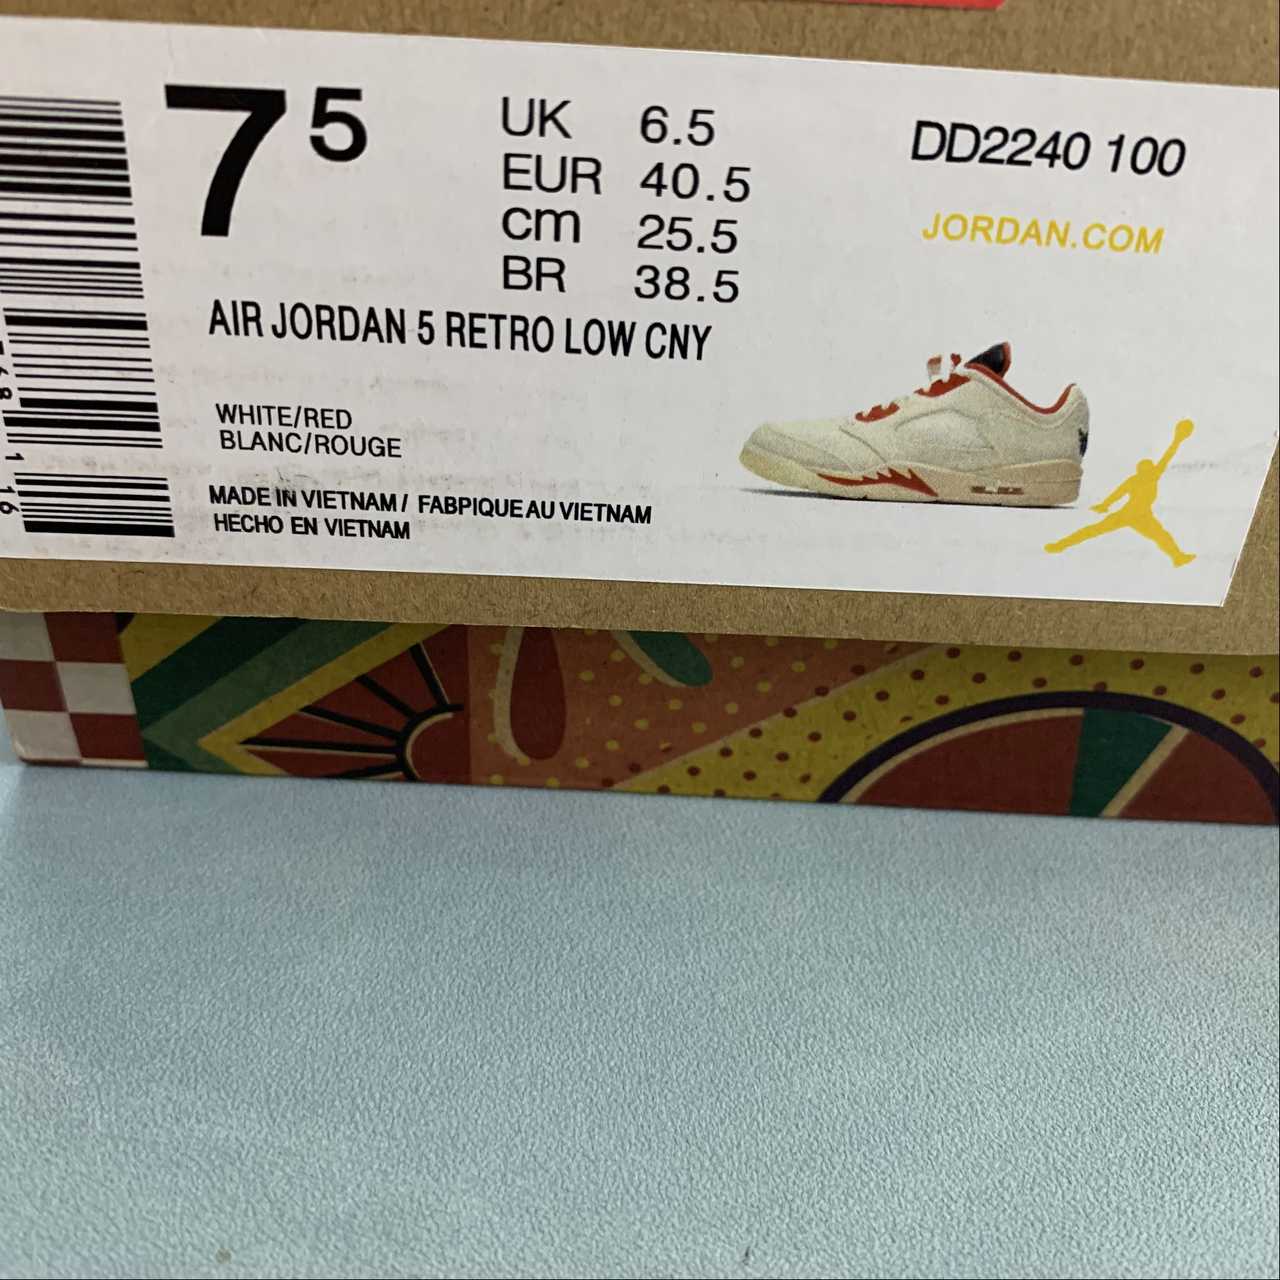 7 5
UK 6.5
EUR 40.5
cm 25.5
BR 38.5
DD2240 100
JORDAN.COM
AIR JORDAN 5 RETRO LOW CNY
WHITE/RED
BLANC/ROUGE
MADE IN VIETNAM / FABPIQUE AU VIETNAM
HECHO EN VIETNAM